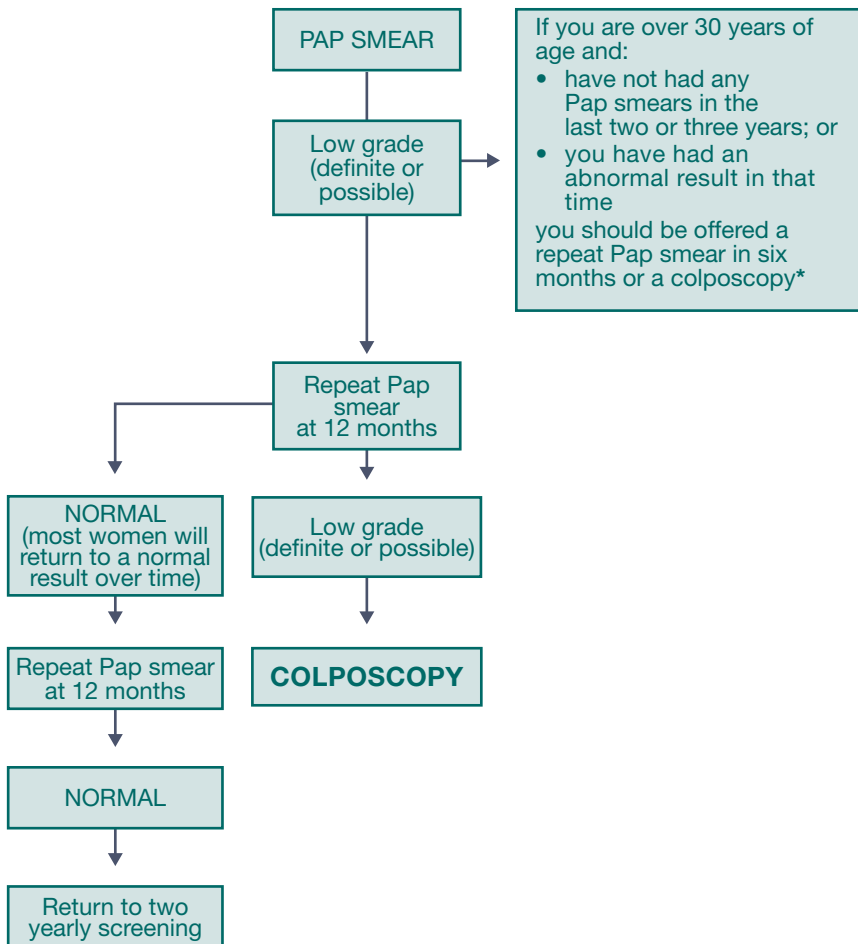 PAP SMEAR
Low grade
(definite or
possible)
If you are over 30 years of
age and:
• have not had any
Pap smears in the
last two or three years; or
• you have had an
abnormal result in that
time
you should be offered a
repeat Pap smear in six
months or a colposcopy*
Repeat Pap
smear
at 12 months
NORMAL
(most women will
return to a normal
result over time)
Low grade
(definite or possible)
Repeat Pap smear
at 12 months
COLPOSCOPY
NORMAL
Return to two
yearly screening